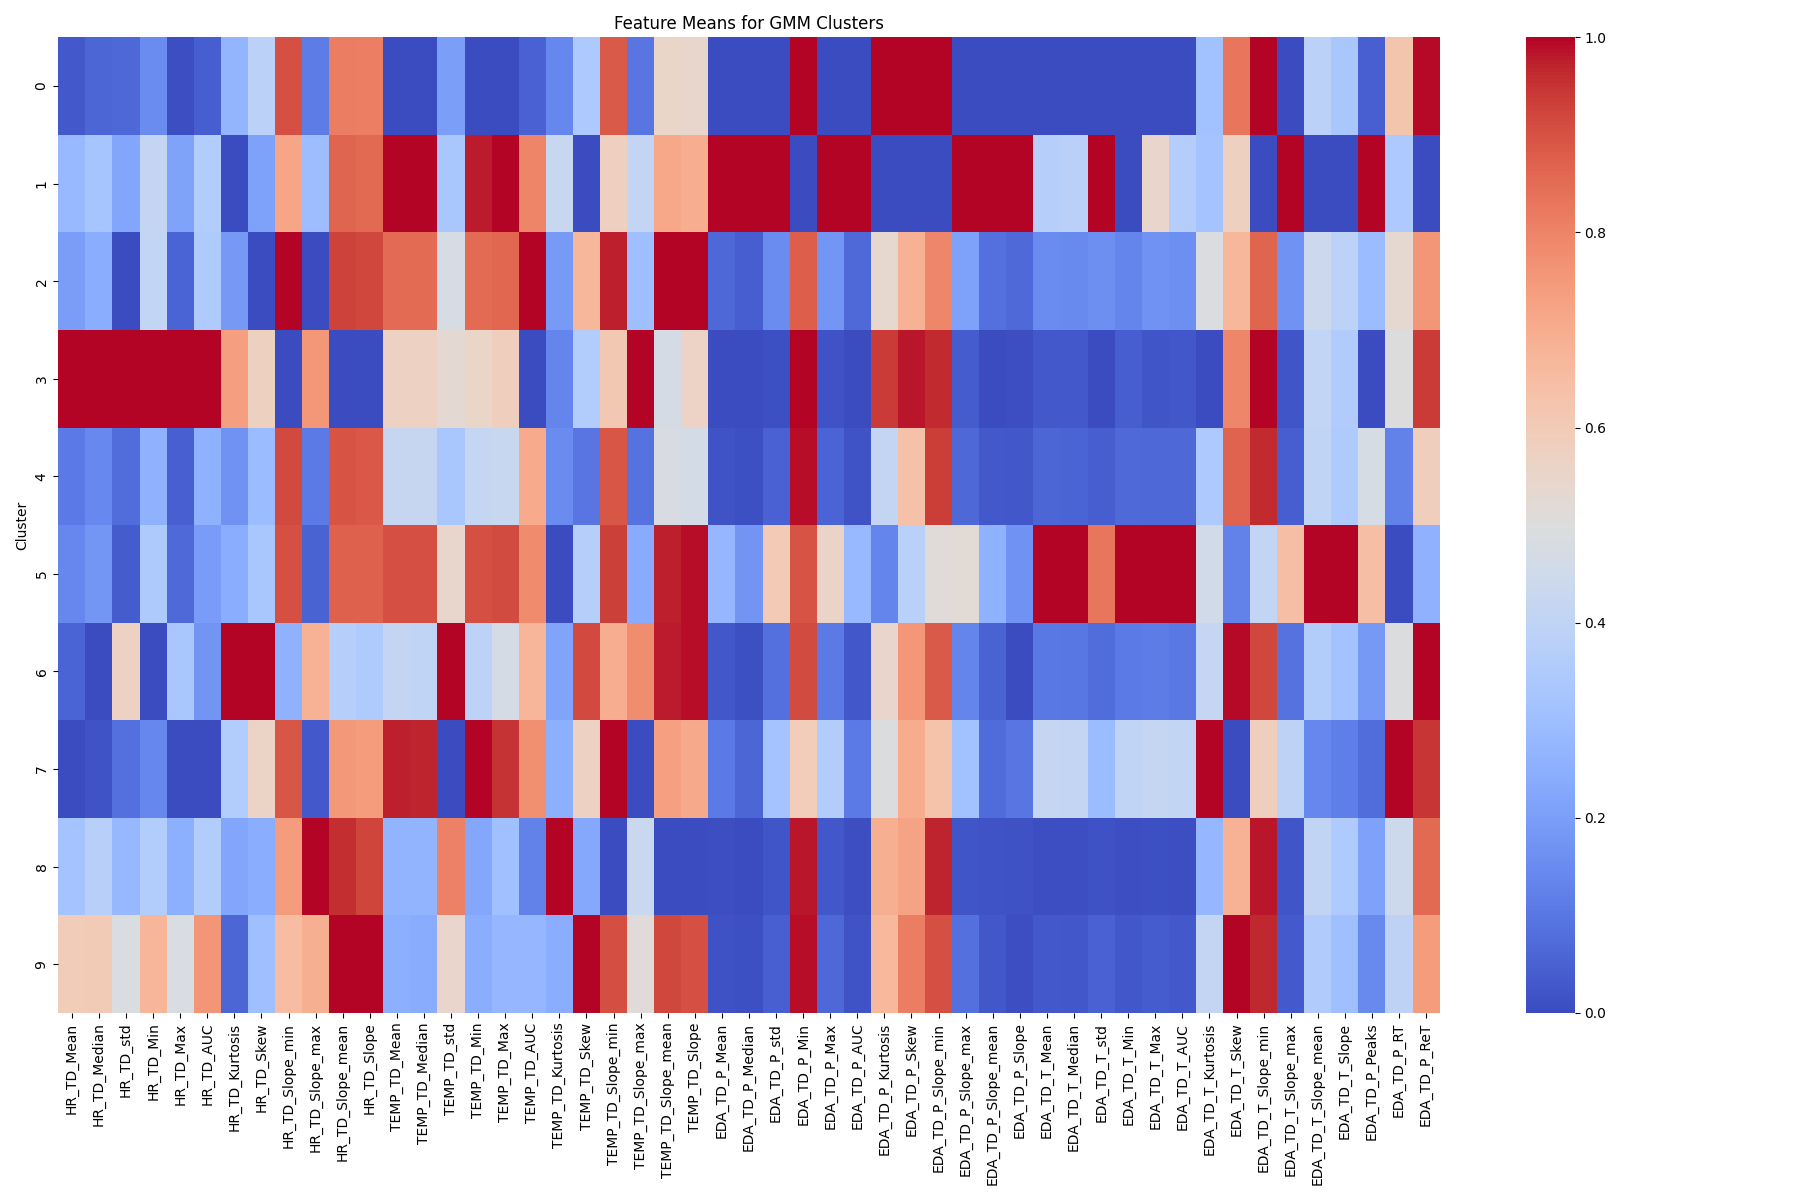 Feature Means for GMM Clusters
Cluster
0
1
2
3
4
5
6
7
8
9
HR_TD_Mean
HR_TD_Median
HR_TD_std
HR_TD_Min
HR_TD_Max
HR_TD_AUC
HR_TD_Kurtosis
HR_TD_Skew
HR_TD_Slope_min
HR_TD_Slope_max
HR_TD_Slope_mean
HR_TD_Slope
TEMP_TD_Mean
TEMP_TD_Median
TEMP_TD_std
TEMP_TD_Min
TEMP_TD_Max
TEMP_TD_AUC
TEMP_TD_Kurtosis
TEMP_TD_Skew
TEMP_TD_Slope_min
TEMP_TD_Slope_max
TEMP_TD_Slope_mean
TEMP_TD_Slope
EDA_TD_P_Mean
EDA_TD_P_Median
EDA_TD_P_std
EDA_TD_P_Min
EDA_TD_P_Max
EDA_TD_P_AUC
EDA_TD_P_Kurtosis
EDA_TD_P_Skew
EDA_TD_P_Slope_min
EDA_TD_P_Slope_max
EDA_TD_P_Slope_mean
EDA_TD_P_Slope
EDA_TD_T_Mean
EDA_TD_T_Median
EDA_TD_T_std
EDA_TD_T_Min
EDA_TD_T_Max
EDA_TD_T_AUC
EDA_TD_T_Kurtosis
EDA_TD_T_Skew
EDA_TD_T_Slope_min
EDA_TD_T_Slope_max
EDA_TD_T_Slope_mean
EDA_TD_T_Slope
EDA_TD_P_Peaks
EDA_TD_P_RT
EDA_TD_P_ReT
1.0
0.8
0.6
0.4
0.2
0.0